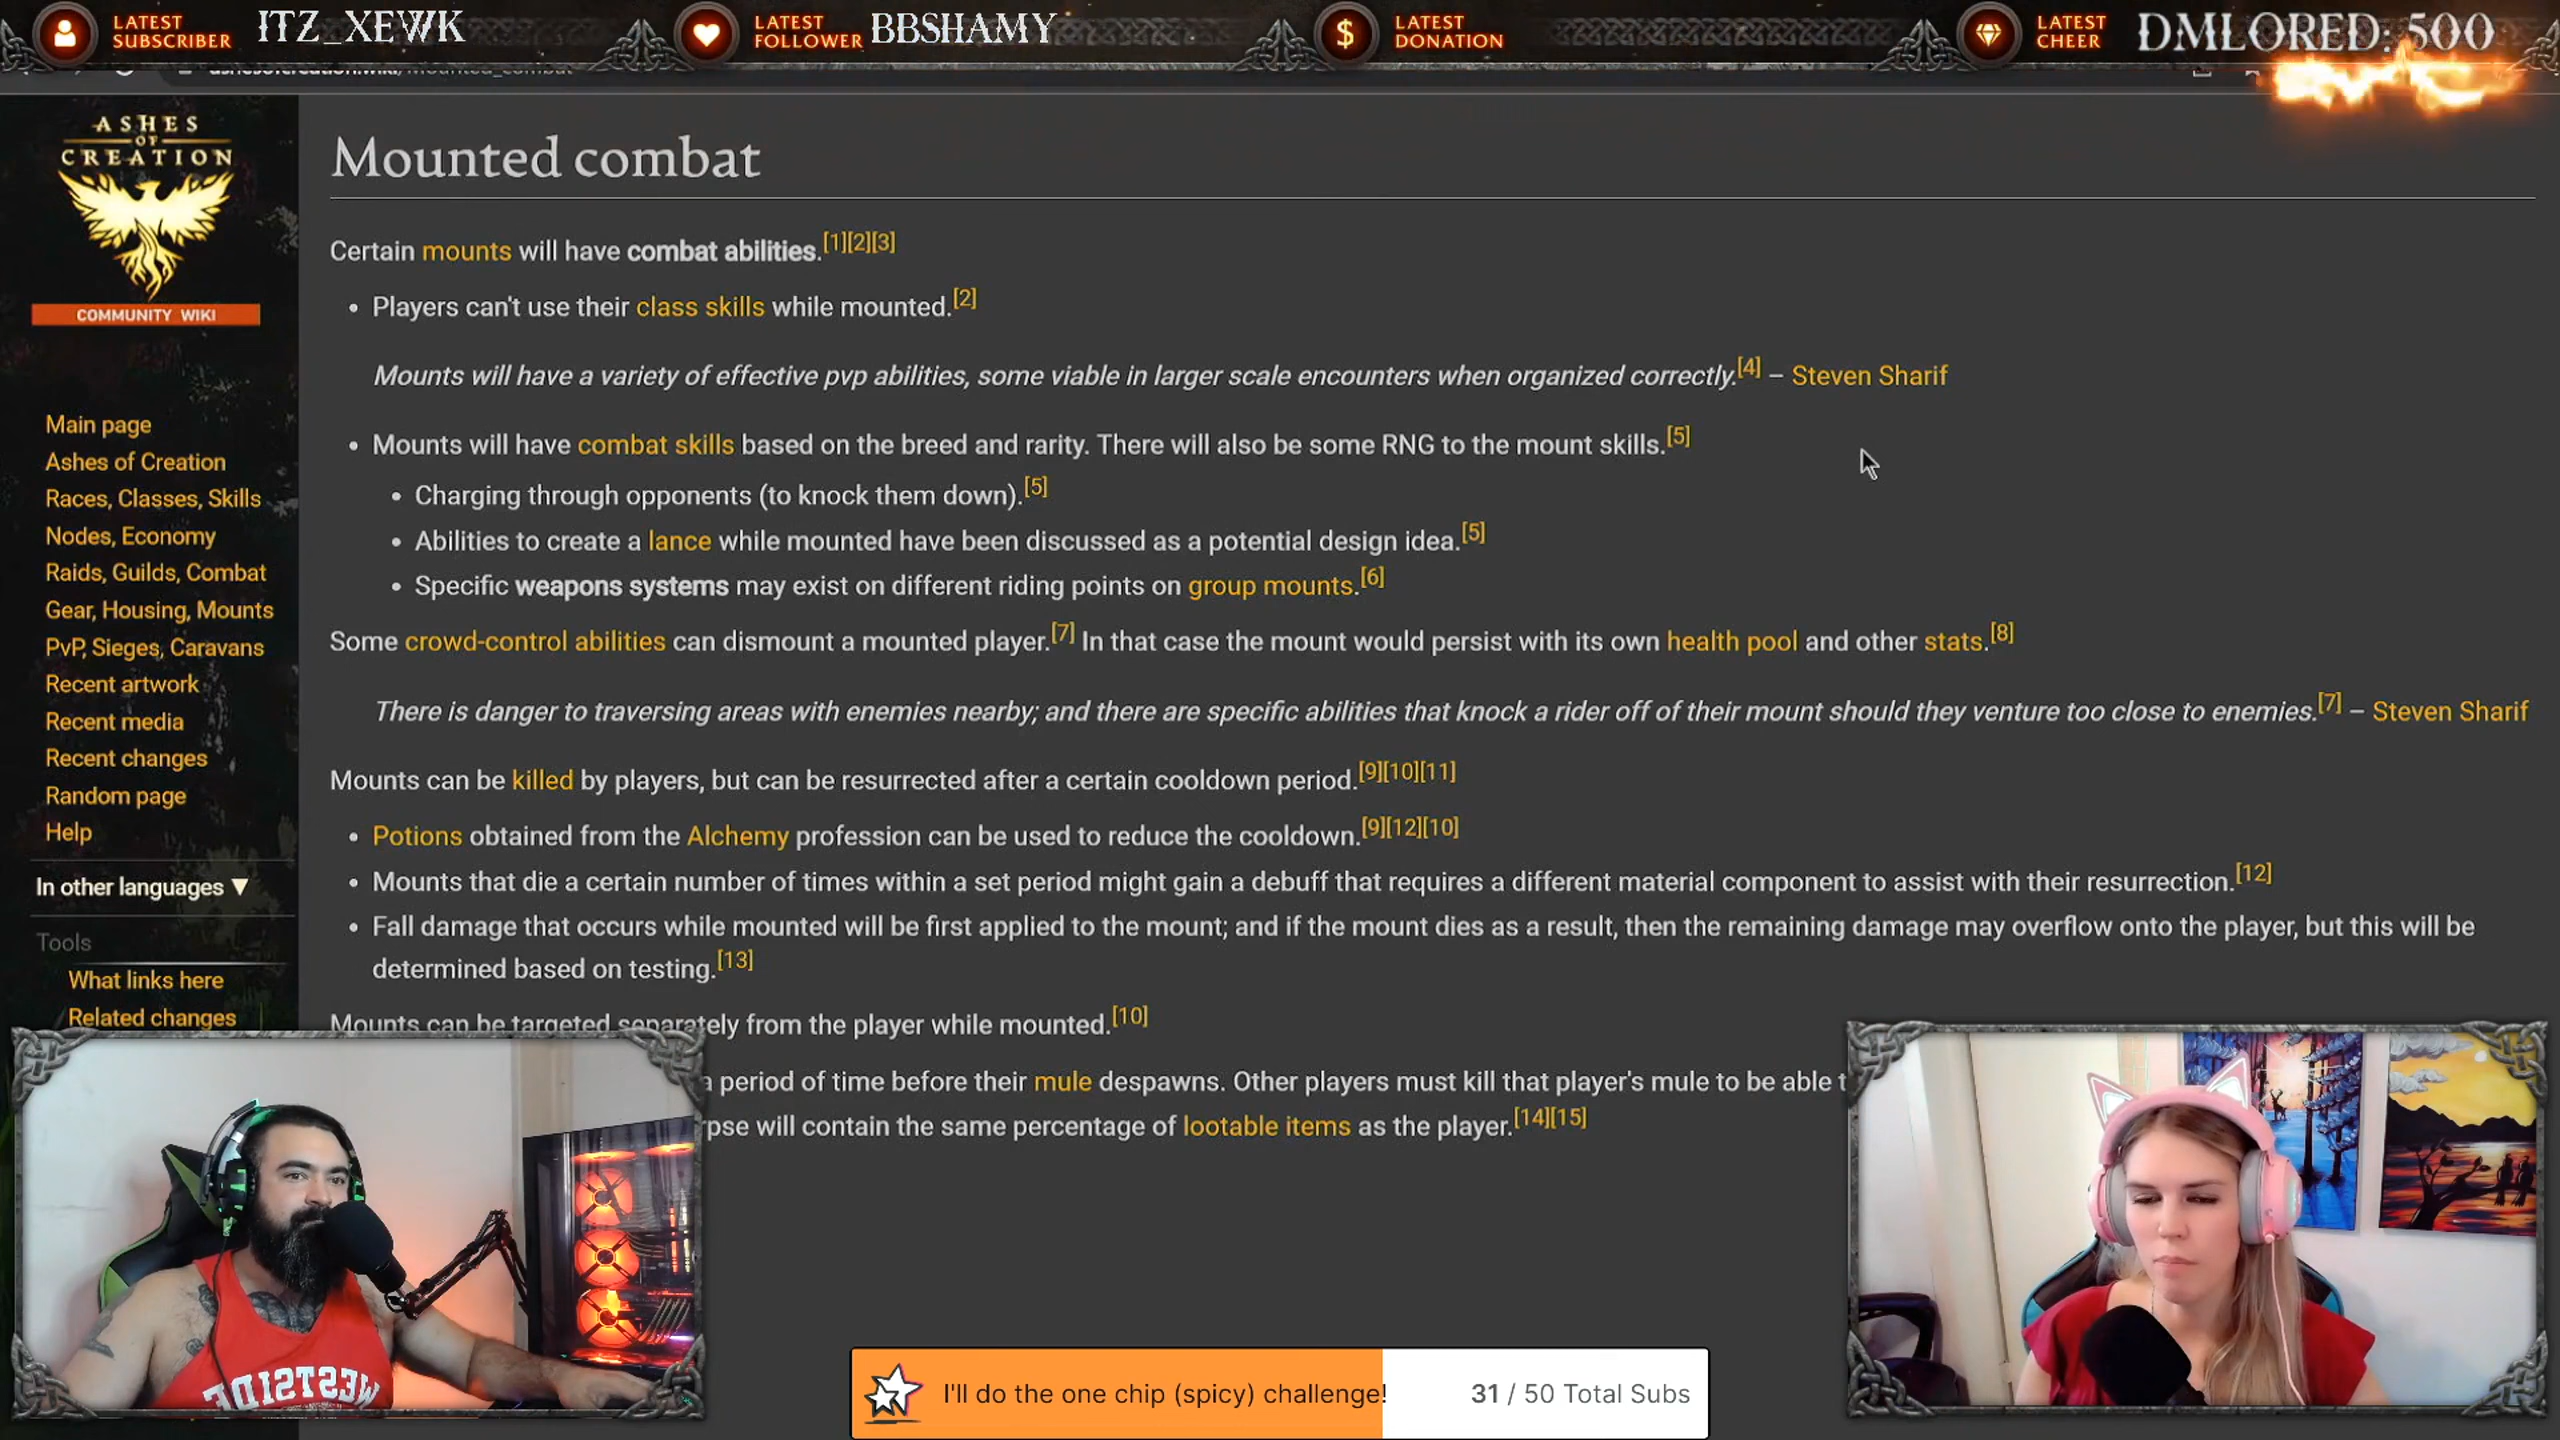 LATEST SUBSCRIBER ITZ_XEWK
LATEST FOLLOWER BBSHAMY
LATEST DONATION
LATEST CHEER DMLORED: 500
ASHES
OF
CREATION
COMMUNITY WIKI
Main page
Ashes of Creation
Races, Classes, Skills
Nodes, Economy
Raids, Guilds, Combat
Gear, Housing, Mounts
PvP, Sieges, Caravans
Recent artwork
Recent media
Recent changes
Random page
Help
In other languages ▼
Tools
What links here
Related changes
Mounted combat
Certain mounts will have combat abilities.[1][2][3]
• Players can't use their class skills while mounted.[2]
Mounts will have a variety of effective pvp abilities, some viable in larger scale encounters when organized correctly.[4] – Steven Sharif
• Mounts will have combat skills based on the breed and rarity. There will also be some RNG to the mount skills.[5]
• Charging through opponents (to knock them down).[5]
• Abilities to create a lance while mounted have been discussed as a potential design idea.[5]
• Specific weapons systems may exist on different riding points on group mounts.[6]
Some crowd-control abilities can dismount a mounted player.[7] In that case the mount would persist with its own health pool and other stats.[8]
There is danger to traversing areas with enemies nearby; and there are specific abilities that knock a rider off of their mount should they venture too close to enemies.[7] – Steven Sharif
Mounts can be killed by players, but can be resurrected after a certain cooldown period.[9][10][11]
• Potions obtained from the Alchemy profession can be used to reduce the cooldown.[9][12][10]
• Mounts that die a certain number of times within a set period might gain a debuff that requires a different material component to assist with their resurrection.[12]
• Fall damage that occurs while mounted will be first applied to the mount; and if the mount dies as a result, then the remaining damage may overflow onto the player, but this will be
determined based on testing.[13]
Mounts can be targeted separately from the player while mounted.[10]
a period of time before their mule despawns. Other players must kill that player's mule to be able
will contain the same percentage of lootable items as the player.[14][15]
WESTSIDE
I'll do the one chip (spicy) challenge! 31 / 50 Total Subs